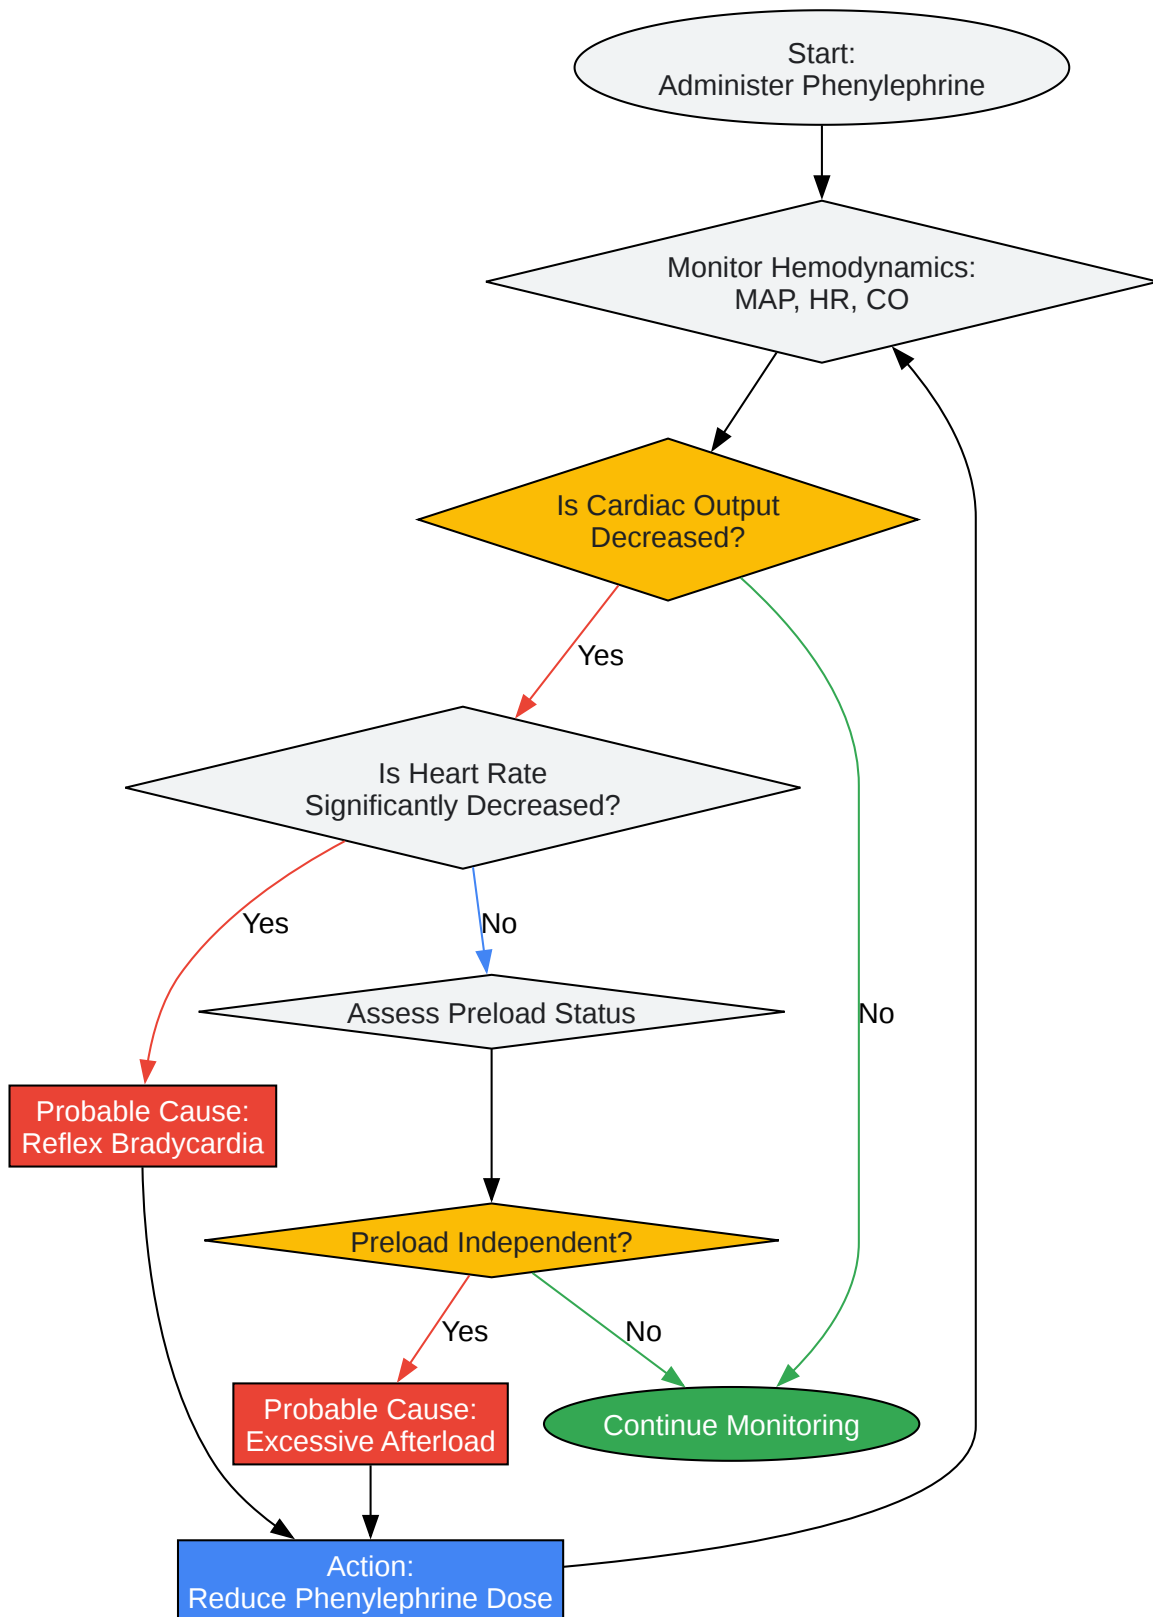 Start:
Administer Phenylephrine
Monitor Hemodynamics:
MAP, HR, CO
Is Cardiac Output
Decreased?
Yes
Is Heart Rate
Significantly Decreased?
Yes
No
Assess Preload Status
No
Probable Cause:
Reflex Bradycardia
Preload Independent?
Yes
No
Probable Cause:
Excessive Afterload
Continue Monitoring
Action:
Reduce Phenylephrine Dose